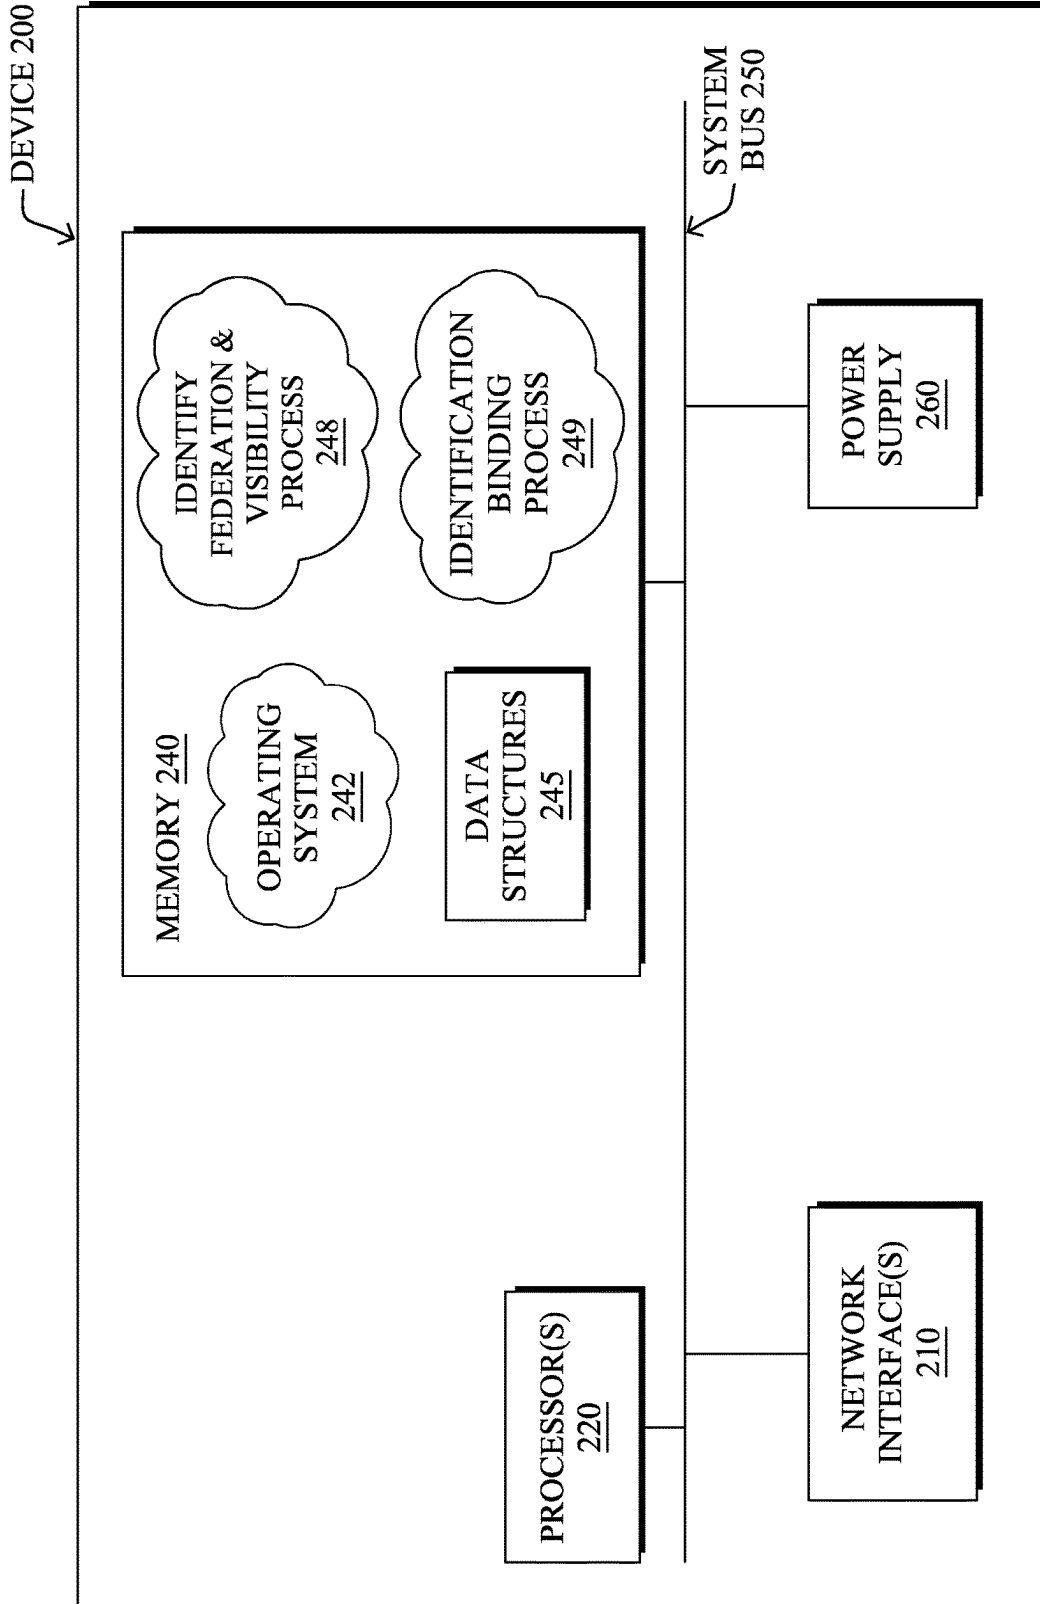 DEVICE 200
MEMORY 240
OPERATING
SYSTEM
242
IDENTIFY
FEDERATION &
VISIBILITY
PROCESS
248
DATA
STRUCTURES
245
IDENTIFICATION
BINDING
PROCESS
249
PROCESSOR(S)
220
SYSTEM
BUS 250
NETWORK
INTERFACE(S)
210
POWER
SUPPLY
260